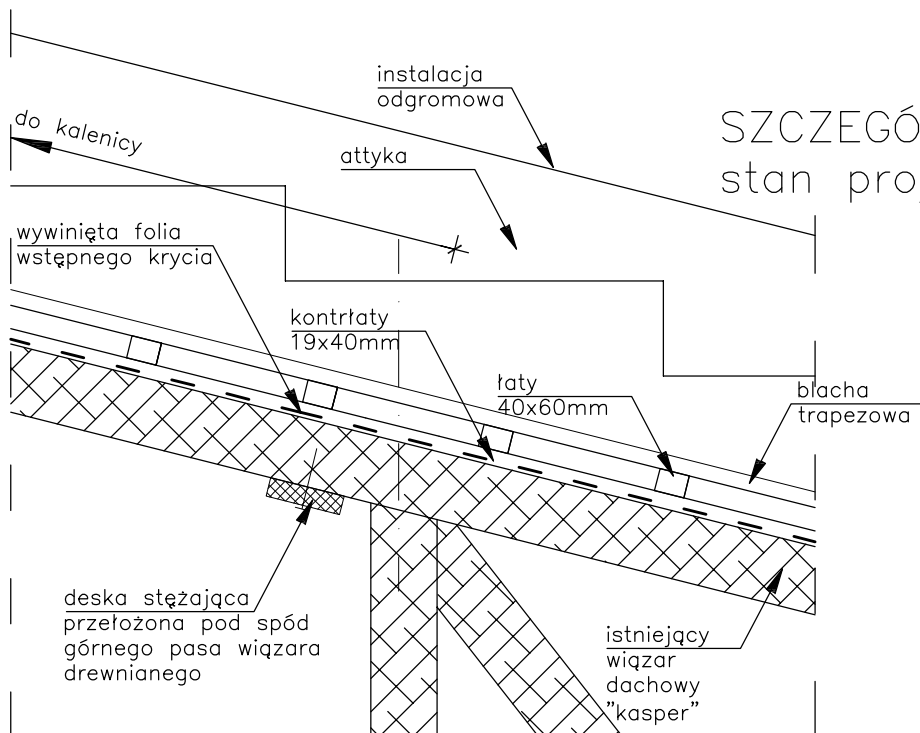 instalacja
odgromowa
SZCZEGÓ
do kalenicy
attyka
stan pro
wywinięta folia
wstępnego krycia
kontrłaty
19x40mm
łaty
40x60mm
blacha
trapezowa
deska stężająca
przełożona pod spód
górnego pasa wiązara
drewnianego
istniejący
wiązar
dachowy
"kasper"